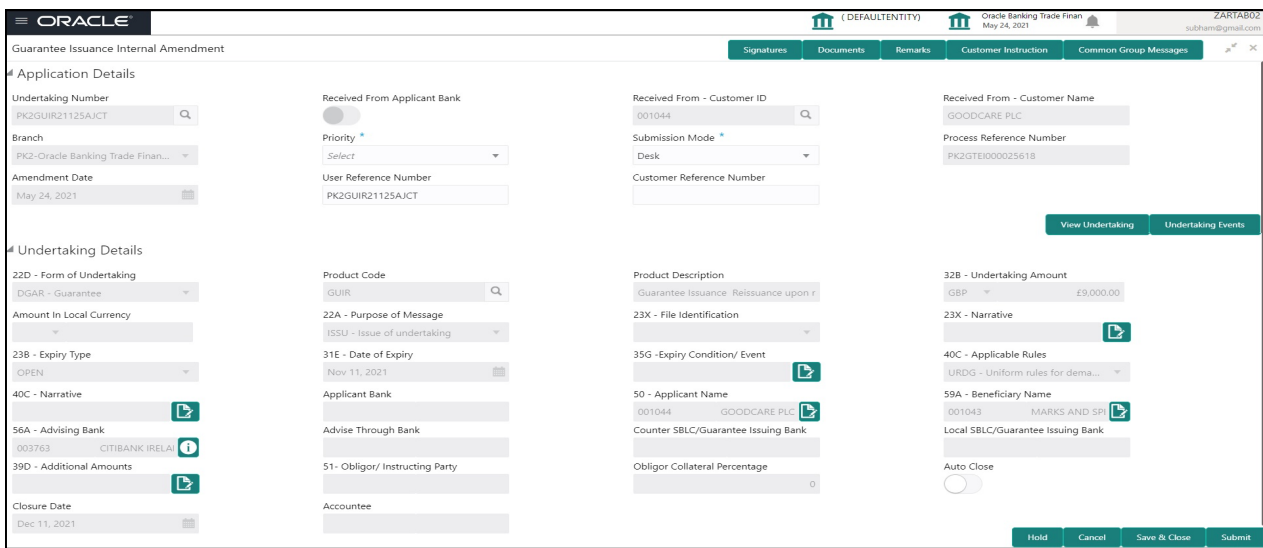 ORACLE®
( DEFAULTENTITY)
Oracle Banking Trade Finan
May 24, 2021
ZARTAB02
subham@gmail.com
Guarantee Issuance Internal Amendment
Signatures Documents Remarks Customer Instruction Common Group Messages
Application Details
Undertaking Number Received From Applicant Bank Received From - Customer ID Received From - Customer Name
PK2GUIR21125AJCT 001044 GOODCARE PLC
Branch Priority * Submission Mode * Process Reference Number
PK2-Oracle Banking Trade Finan... Select Desk PK2GTEI000025618
Amendment Date User Reference Number Customer Reference Number
May 24, 2021 PK2GUIR21125AJCT
View Undertaking Undertaking Events
Undertaking Details
22D - Form of Undertaking Product Code Product Description 32B - Undertaking Amount
DGAR - Guarantee GUIR Guarantee Issuance Reissuance upon r GBP £9,000.00
Amount In Local Currency 22A - Purpose of Message 23X - File Identification 23X - Narrative
ISSU - Issue of undertaking
23B - Expiry Type 31E - Date of Expiry 35G -Expiry Condition/ Event 40C - Applicable Rules
OPEN Nov 11, 2021 URDG - Uniform rules for dema...
40C - Narrative Applicant Bank 50 - Applicant Name 59A - Beneficiary Name
001044 GOODCARE PLC 001043 MARKS AND SPI
56A - Advising Bank Advise Through Bank Counter SBLC/Guarantee Issuing Bank Local SBLC/Guarantee Issuing Bank
003763 CITIBANK IRELA
39D - Additional Amounts 51- Obligor/ Instructing Party Obligor Collateral Percentage Auto Close
0
Closure Date Accountee
Dec 11, 2021
Hold Cancel Save & Close Submit